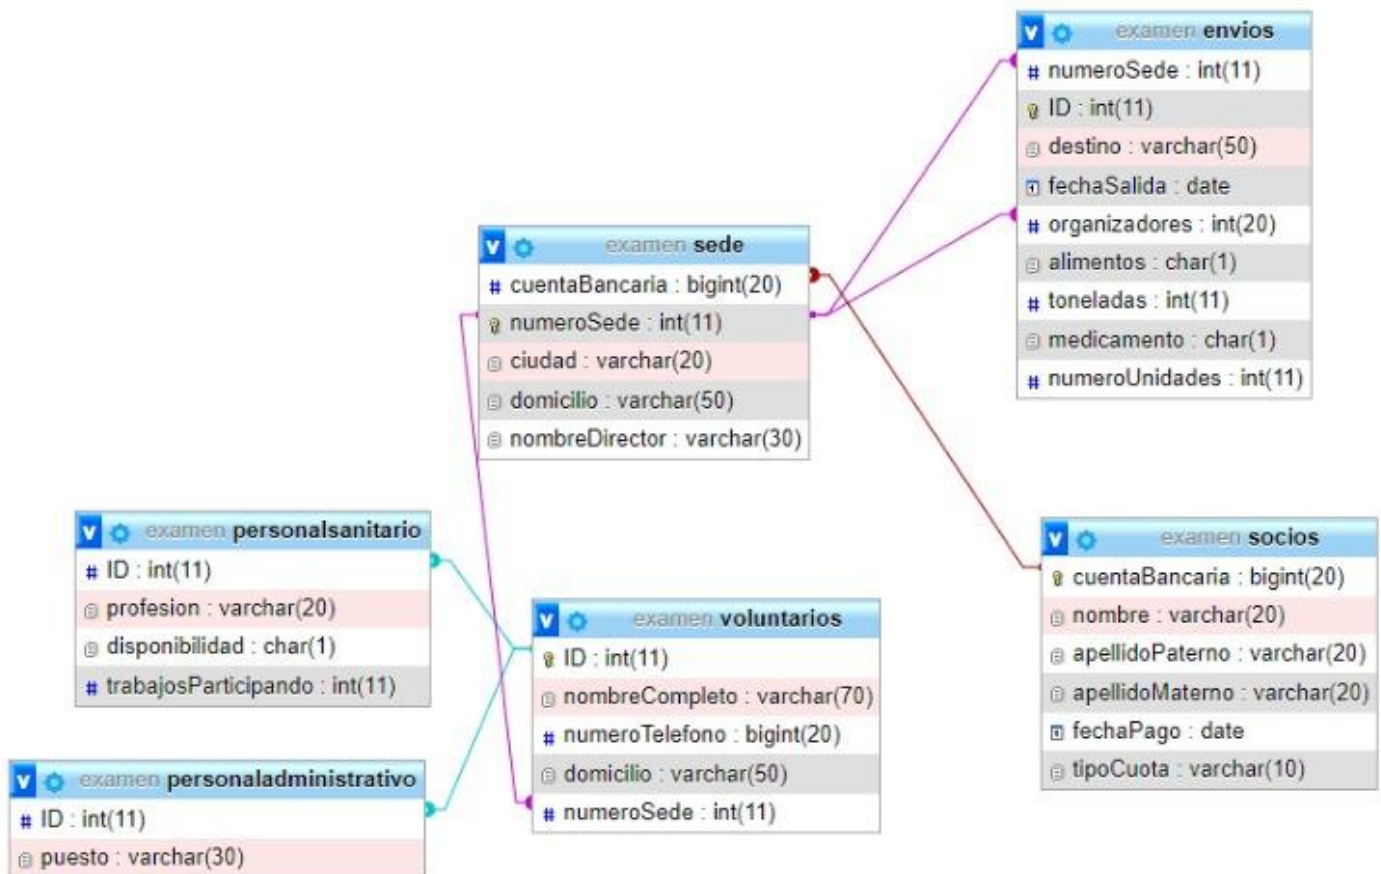 examen envios
# numeroSede : int(11)
ID : int(11)
destino : varchar(50)
fechaSalida : date
# organizadores : int(20)
alimentos : char(1)
# toneladas : int(11)
medicamento : char(1)
# numeroUnidades : int(11)
examen sede
# cuentaBancaria : bigint(20)
numeroSede : int(11)
ciudad : varchar(20)
domicilio : varchar(50)
nombreDirector : varchar(30)
examen personalsanitario
# ID : int(11)
profesion : varchar(20)
disponibilidad : char(1)
# trabajosParticipando : int(11)
examen socios
cuentaBancaria : bigint(20)
nombre : varchar(20)
apellidoPaterno : varchar(20)
apellidoMaterno : varchar(20)
fechaPago : date
tipoCuota : varchar(10)
examen voluntarios
ID : int(11)
nombreCompleto : varchar(70)
# numeroTelefono : bigint(20)
domicilio : varchar(50)
# numeroSede : int(11)
examen personaladministrativo
# ID : int(11)
puesto : varchar(30)